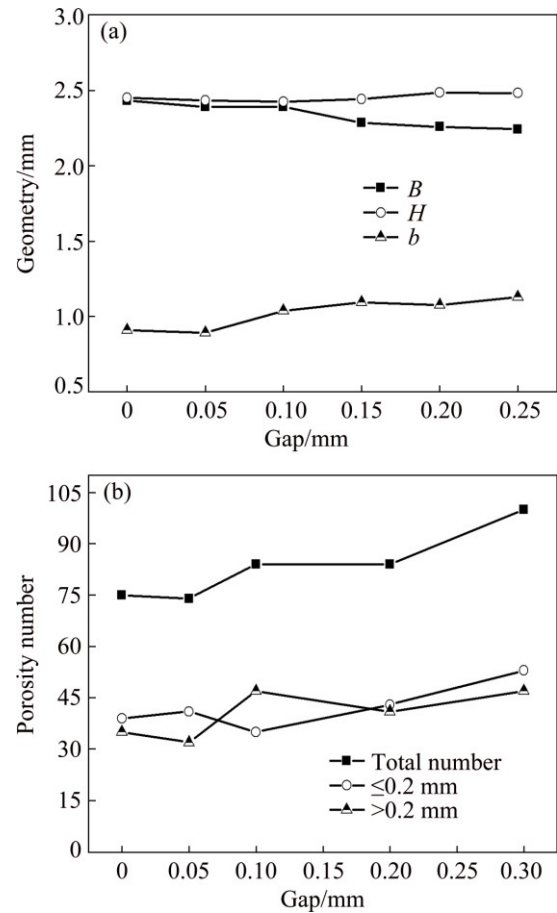 (a)
3.0
2.5
2.0
1.5
1.0
0.5
Geometry/mm
B
H
b
0 0.05 0.10 0.15 0.20 0.25
Gap/mm
(b)
105
90
75
60
45
30
15
0
Porosity number
Total number
≤0.2 mm
>0.2 mm
0 0.05 0.10 0.15 0.20 0.25 0.30
Gap/mm